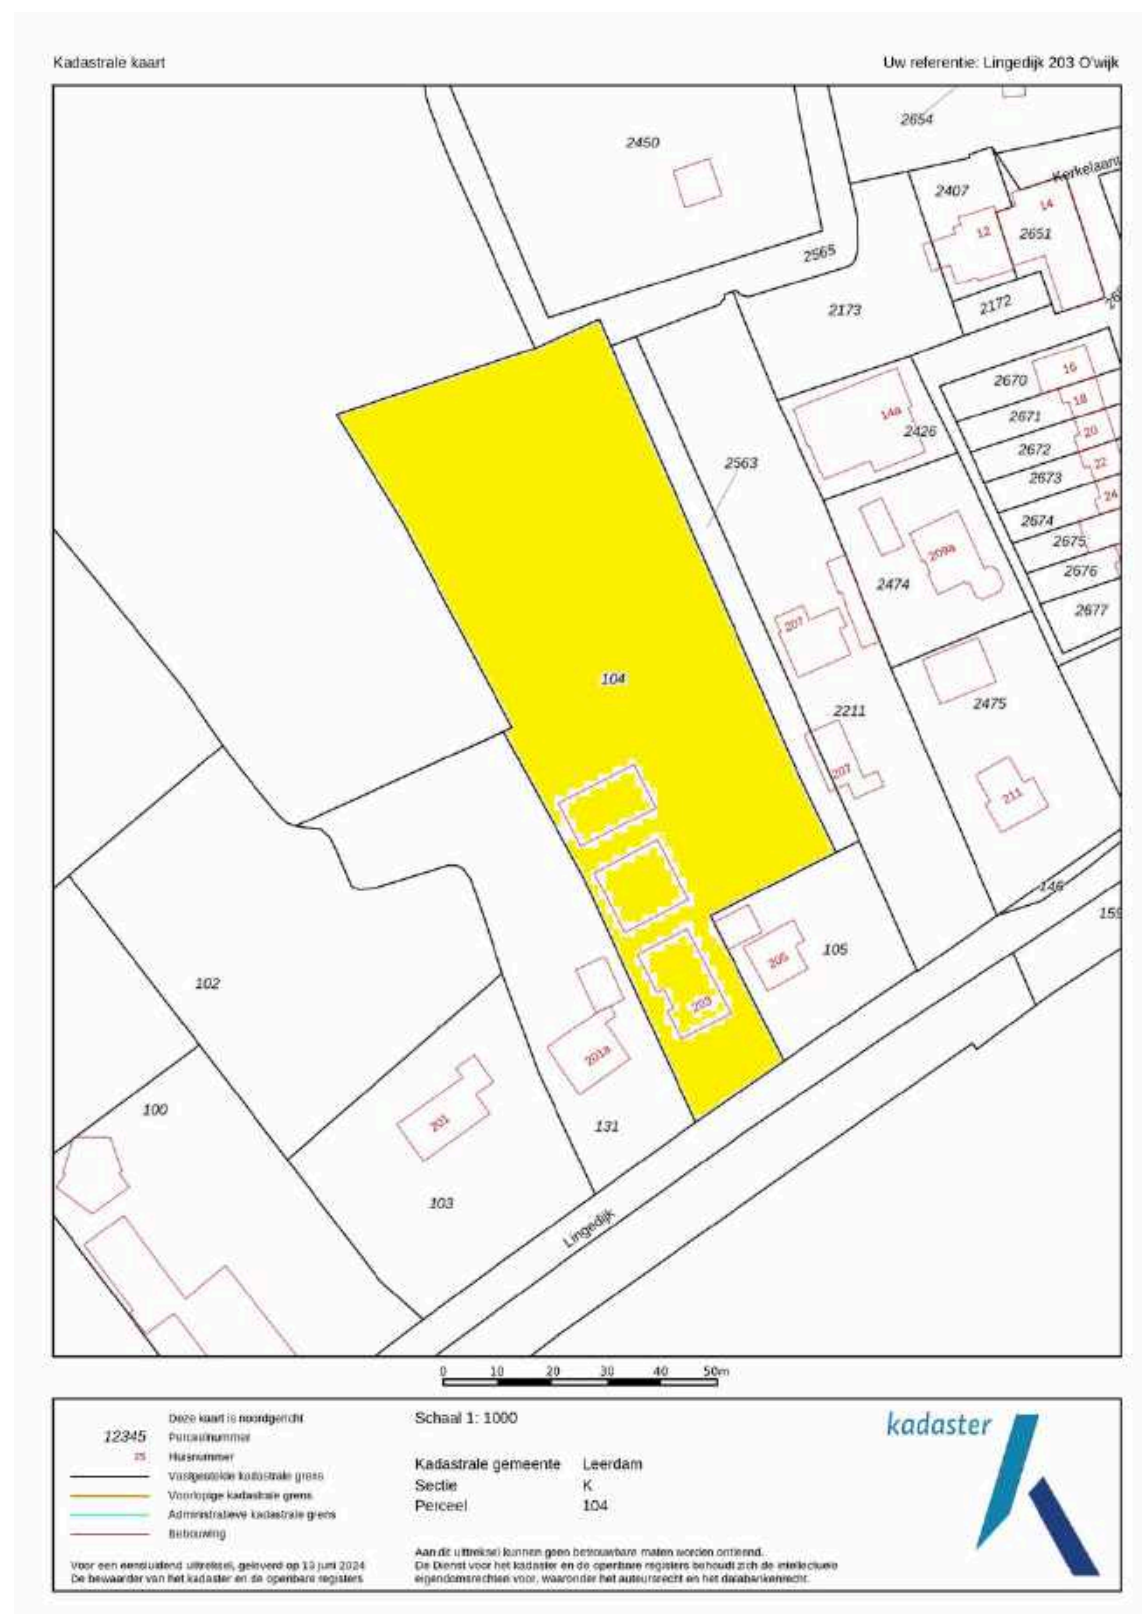 Kadastrale kaart
Uw referentie: Lingedijk 203 O'wijk
2654
2450
Kerkelaant
2407
14
12
2651
2565
2172
2173
16
2670
18
14a
2671
2426
20
2672
22
2563
2673
24
2674
2675
209a
2676
2474
2677
207
104
2475
2211
207
211
146
159
105
205
102
203
201a
100
201
131
103
Lingedijk
0 10 20 30 40 50m
Deze kaart is noordgericht
12345 Perceelnummer
25 Huisnummer
Vastgestelde kadastrale grens
Voorlopige kadastrale grens
Administratieve kadastrale grens
Bebouwing
Voor een eensluidend uittreksel, geleverd op 13 juni 2024
De bewaarder van het kadaster en de openbare registers
Schaal 1: 1000
Kadastrale gemeente Leerdam
Sectie K
Perceel 104
Aan dit uittreksel kunnen geen betrouwbare maten worden ontleend.
De Dienst voor het kadaster en de openbare registers behoudt zich de intellectuele
eigendomsrechten voor, waaronder het auteursrecht en het databankenrecht.
kadaster